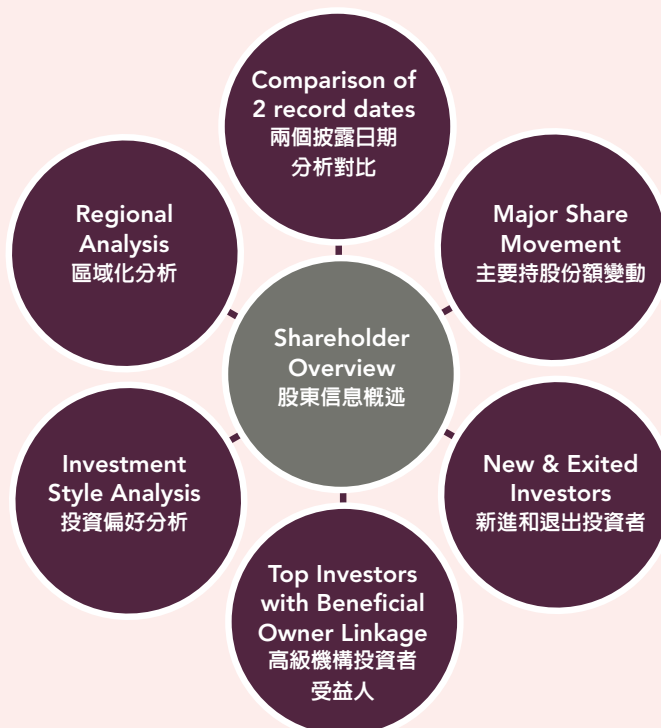 Comparison of
2 record dates
兩個披露日期
分析對比
Regional
Analysis
區域化分析
Major Share
Movement
主要持股份額變動
Shareholder
Overview
股東信息概述
Investment
Style Analysis
投資偏好分析
New & Exited
Investors
新進和退出投資者
Top Investors
with Beneficial
Owner Linkage
高級機構投資者
受益人